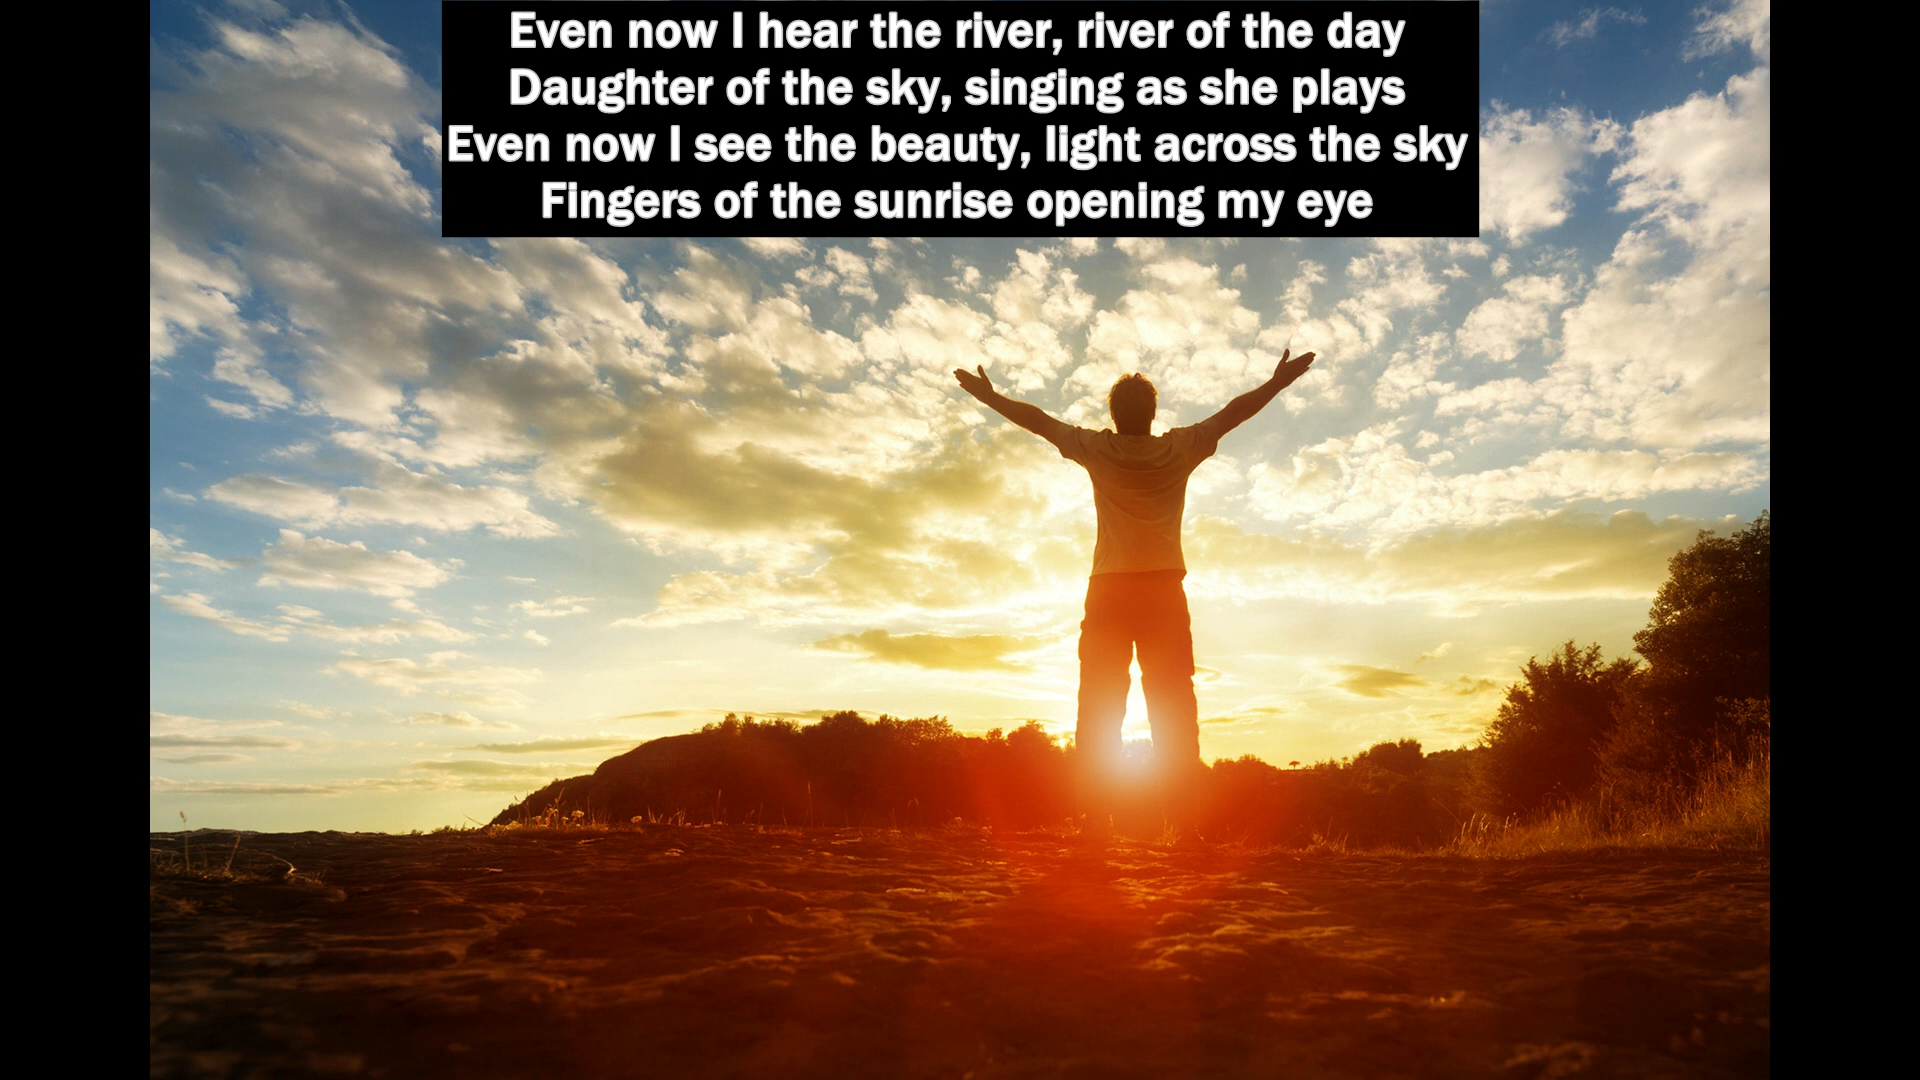 Even now I hear the river, river of the day
Daughter of the sky, singing as she plays
Even now I see the beauty, light across the sky
Fingers of the sunrise opening my eye